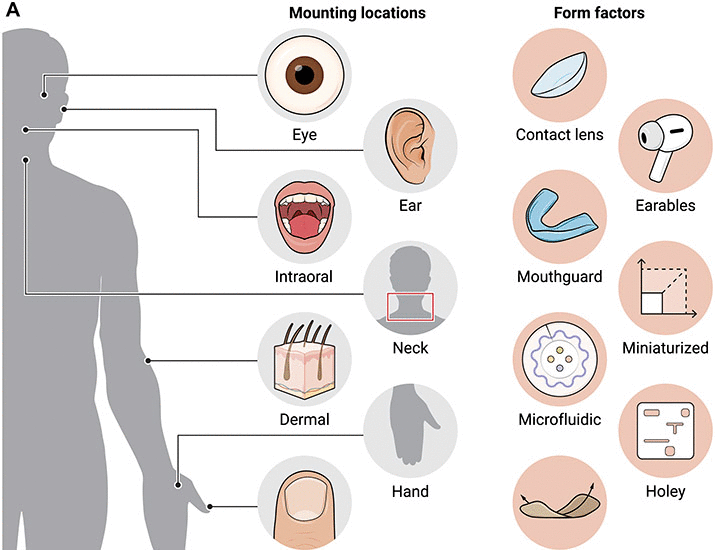 A
Mounting locations
Form factors
Eye
Contact lens
Ear
Earables
Intraoral
Mouthguard
Neck
Miniaturized
Dermal
Microfluidic
Hand
Holey